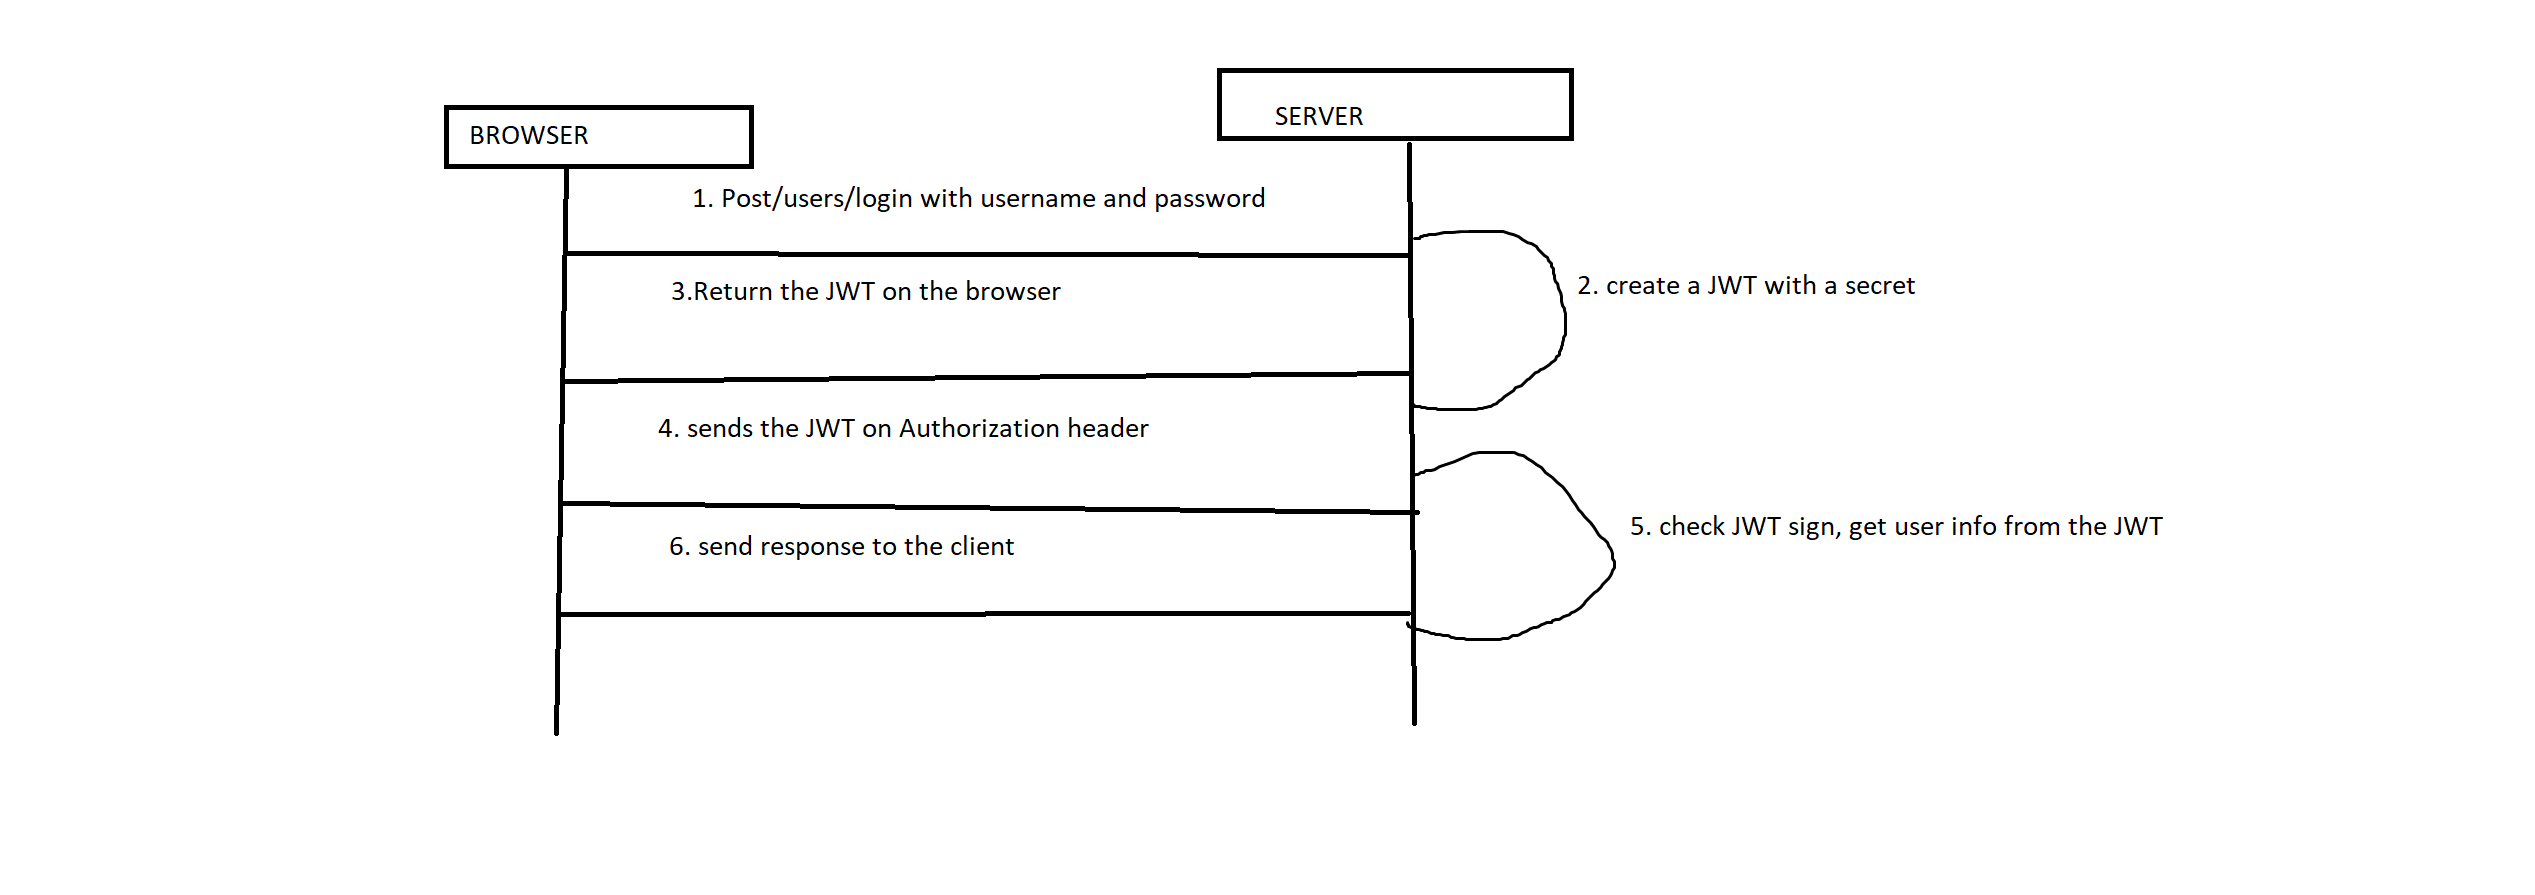 BROWSER
SERVER
1. Post/users/login with username and password
2. create a JWT with a secret
3.Return the JWT on the browser
4. sends the JWT on Authorization header
5. check JWT sign, get user info from the JWT
6. send response to the client